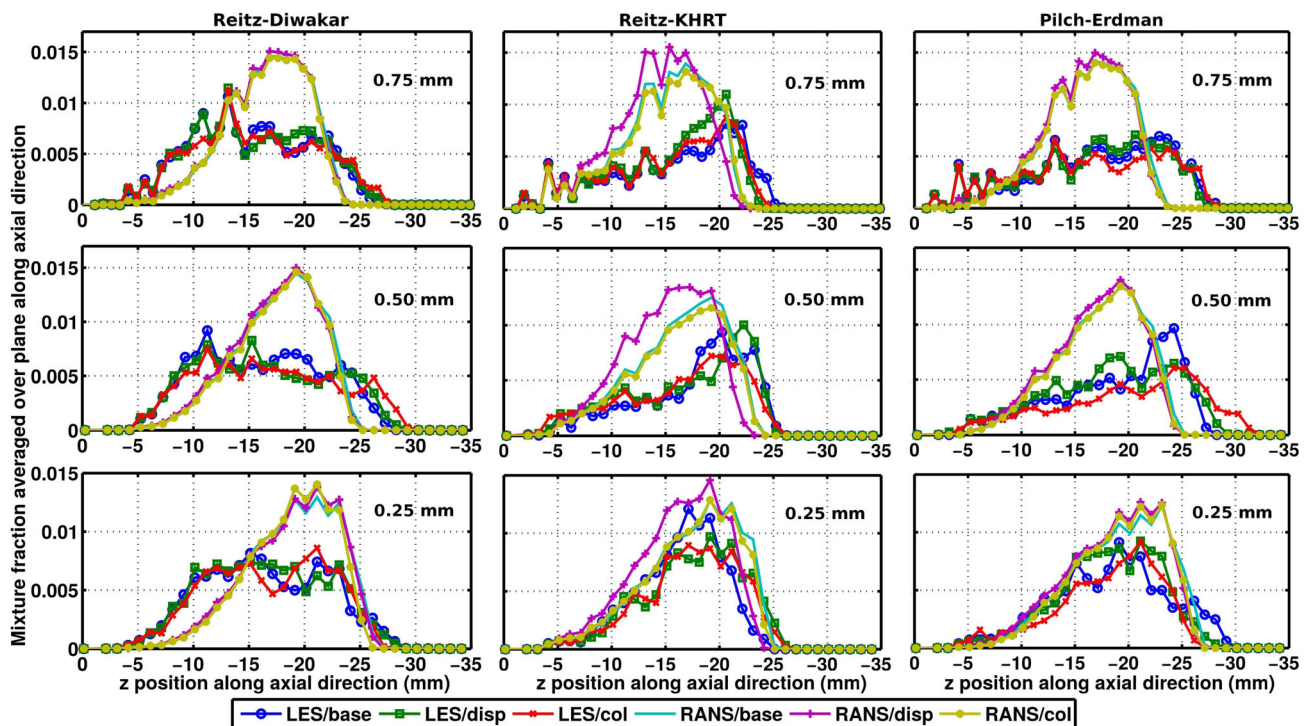 Reitz-Diwakar
Reitz-KHRT
Pilch-Erdman
Mixture fraction averaged over plane along axial direction
0.015
0.01
0.005
0
0.75 mm
0 -5 -10 -15 -20 -25 -30 -35
0.75 mm
0 -5 -10 -15 -20 -25 -30 -35
0.75 mm
0 -5 -10 -15 -20 -25 -30 -35
0.015
0.01
0.005
0
0.50 mm
0 -5 -10 -15 -20 -25 -30 -35
0.50 mm
0 -5 -10 -15 -20 -25 -30 -35
0.50 mm
0 -5 -10 -15 -20 -25 -30 -35
0.015
0.01
0.005
0
0.25 mm
0 -5 -10 -15 -20 -25 -30 -35
0.25 mm
0 -5 -10 -15 -20 -25 -30 -35
0.25 mm
0 -5 -10 -15 -20 -25 -30 -35
z position along axial direction (mm)
z position along axial direction (mm)
z position along axial direction (mm)
LES/base LES/disp LES/col RANS/base RANS/disp RANS/col